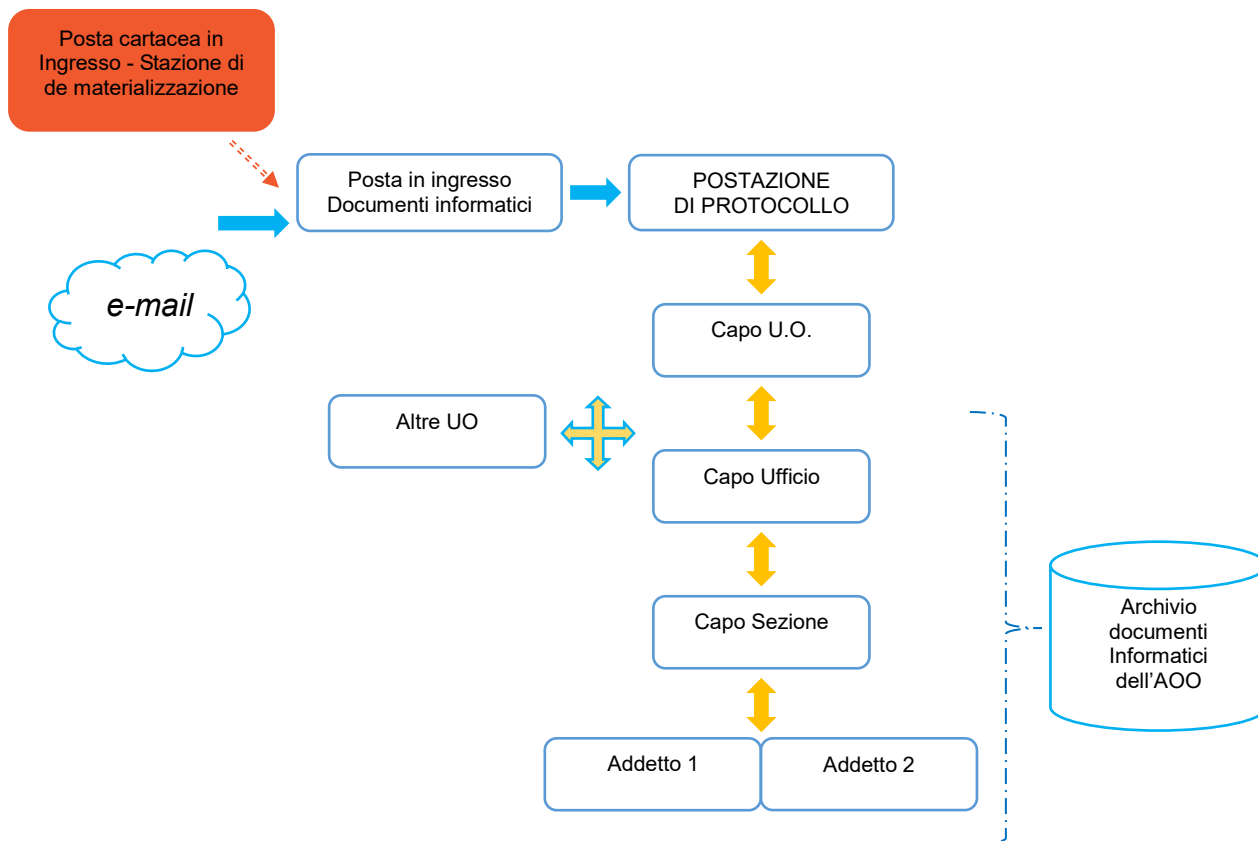 Posta cartacea in
Ingresso - Stazione di
de materializzazione
Posta in ingresso
Documenti informatici
POSTAZIONE
DI PROTOCOLLO
e-mail
Capo U.O.
Altre UO
Capo Ufficio
Capo Sezione
Archivio
documenti
Informatici
dell’AOO
Addetto 1
Addetto 2